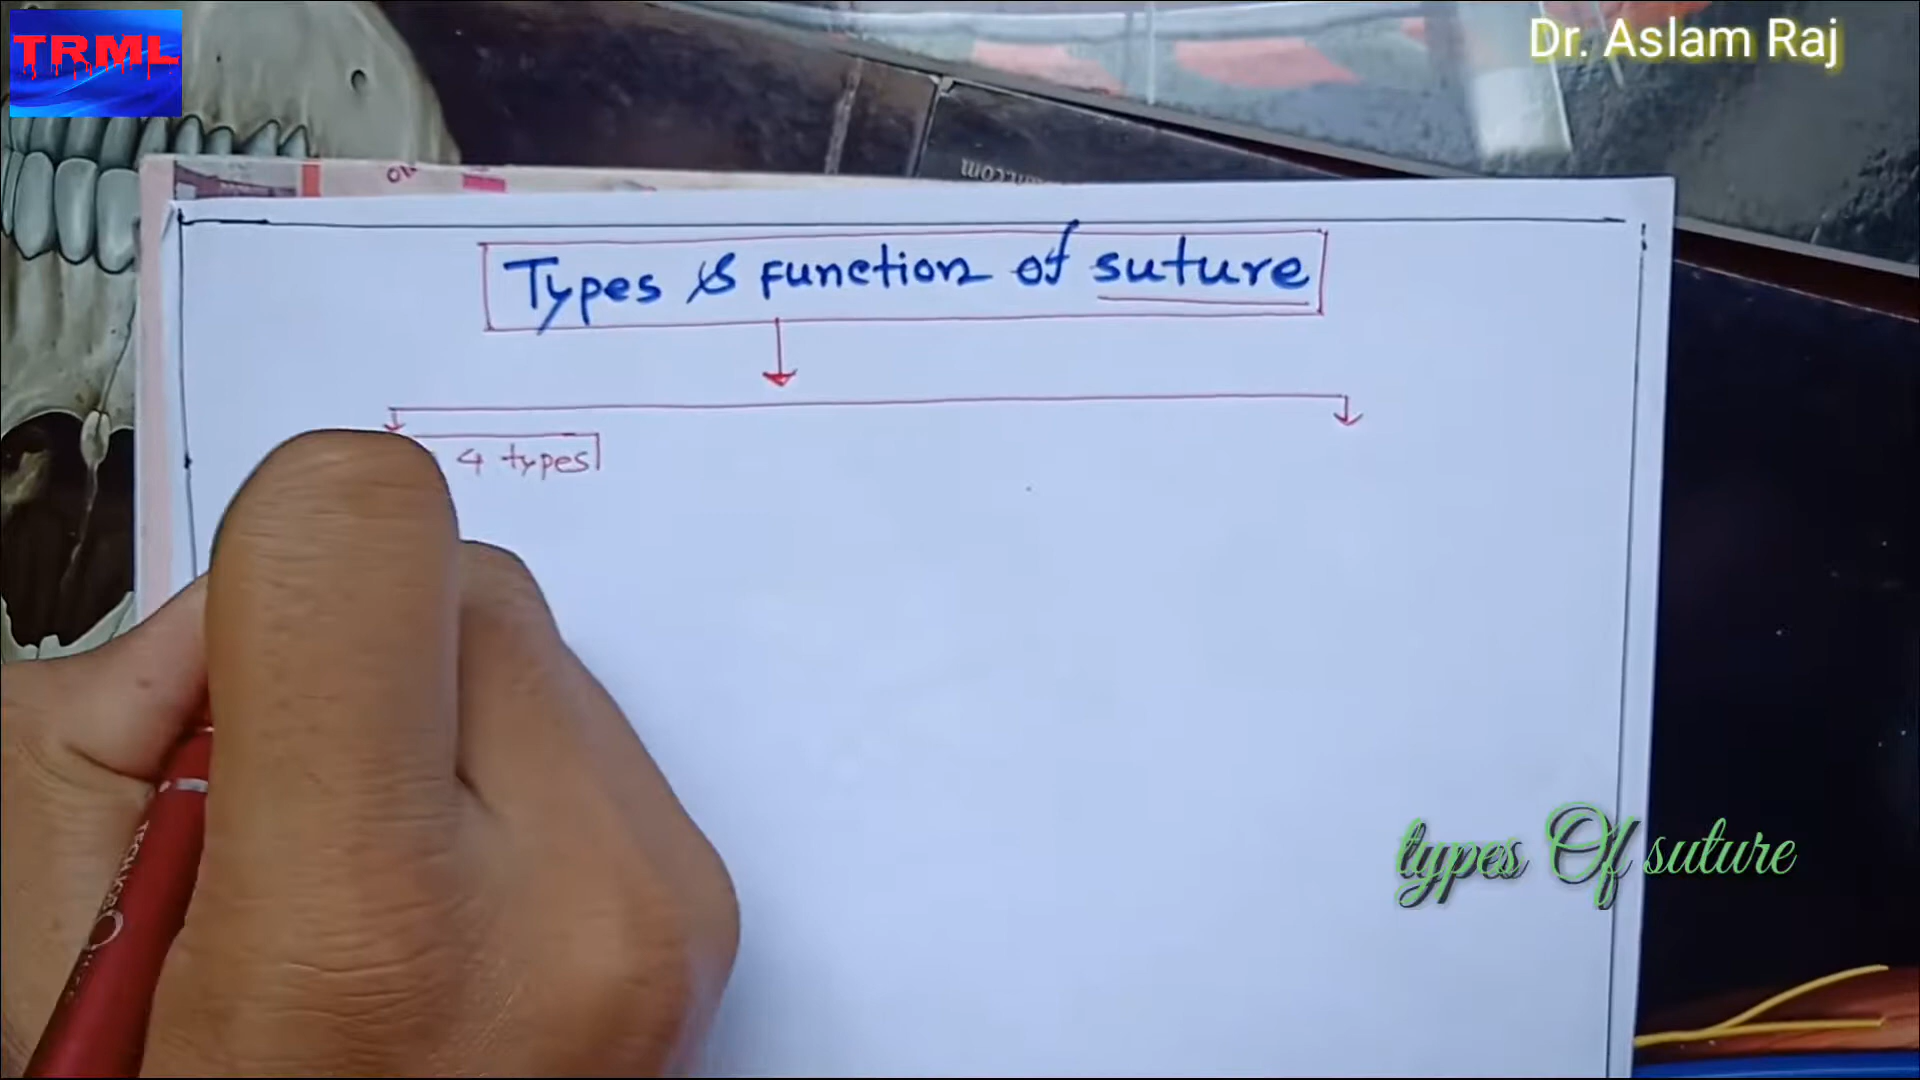 TRML
Dr. Aslam Raj
Types & function of suture
4 types
types Of suture